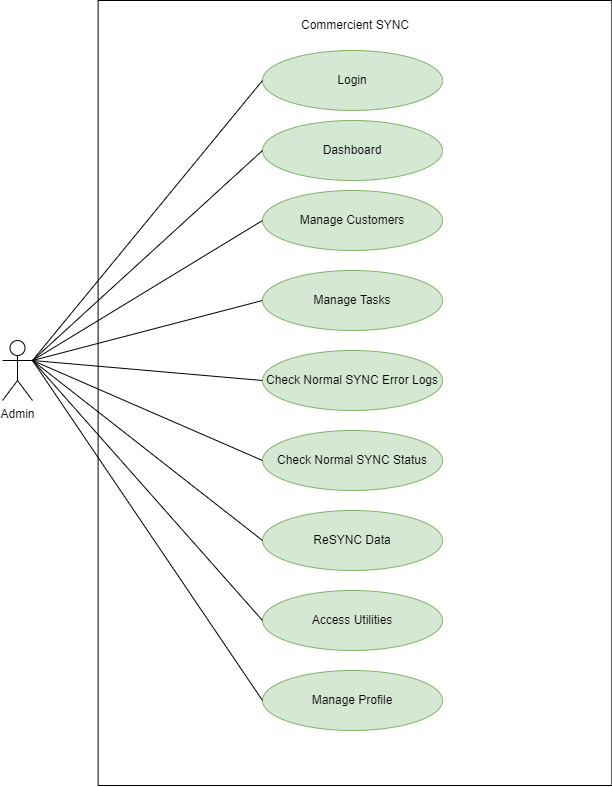 Commercient SYNC
Login
Dashboard
Manage Customers
Manage Tasks
Check Normal SYNC Error Logs
Admin
Check Normal SYNC Status
ReSYNC Data
Access Utilities
Manage Profile